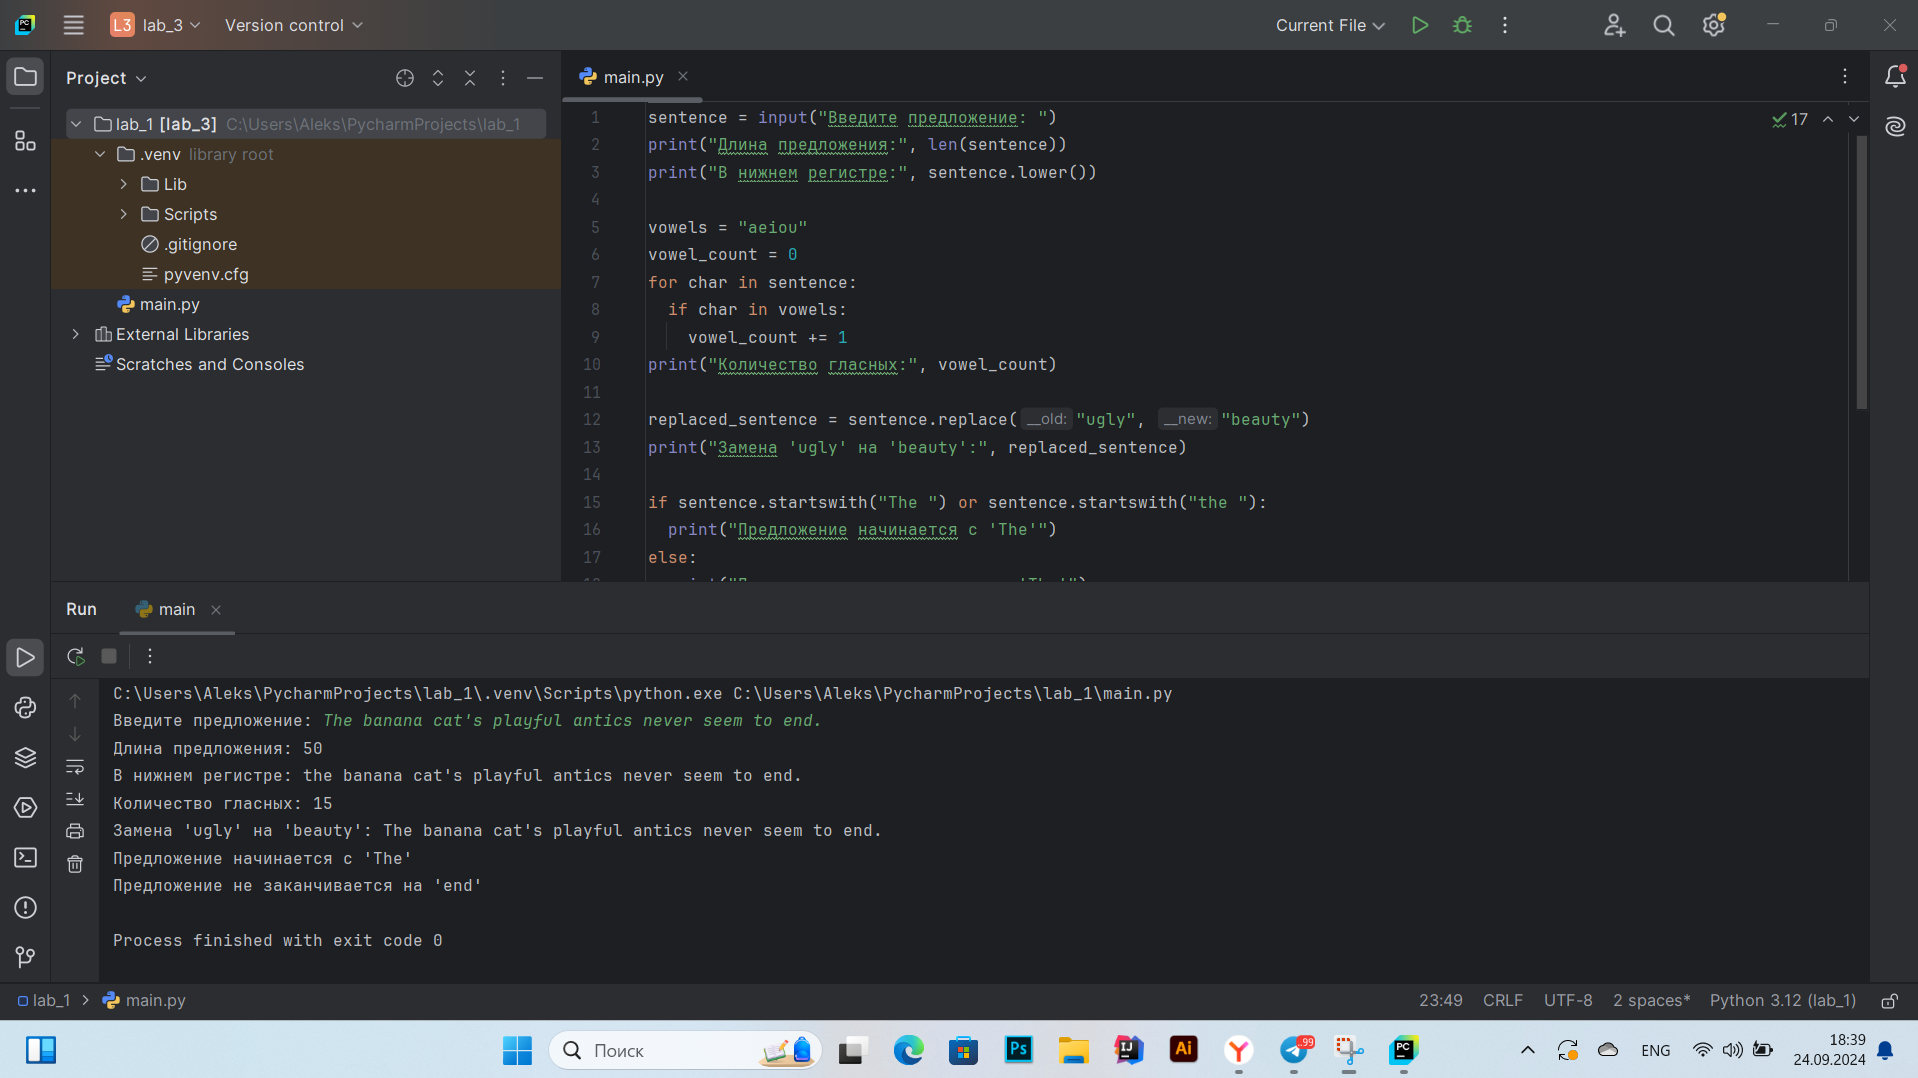 L3 lab_3 Version control Current File
Project
main.py
lab_1 [lab_3] C:\Users\Aleks\PycharmProjects\lab_1
.venv library root
Lib
Scripts
.gitignore
pyvenv.cfg
main.py
External Libraries
Scratches and Consoles
17
1 sentence = input("Введите предложение: ")
2 print("Длина предложения:", len(sentence))
3 print("В нижнем регистре:", sentence.lower())
4
5 vowels = "aeiou"
6 vowel_count = 0
7 for char in sentence:
8 if char in vowels:
9 vowel_count += 1
10 print("Количество гласных:", vowel_count)
11
12 replaced_sentence = sentence.replace( __old: "ugly", __new: "beauty")
13 print("Замена 'ugly' на 'beauty':", replaced_sentence)
14
15 if sentence.startswith("The ") or sentence.startswith("the "):
16 print("Предложение начинается с 'The'")
17 else:
Run main
C:\Users\Aleks\PycharmProjects\lab_1\.venv\Scripts\python.exe C:\Users\Aleks\PycharmProjects\lab_1\main.py
Введите предложение: The banana cat's playful antics never seem to end.
Длина предложения: 50
В нижнем регистре: the banana cat's playful antics never seem to end.
Количество гласных: 15
Замена 'ugly' на 'beauty': The banana cat's playful antics never seem to end.
Предложение начинается с 'The'
Предложение не заканчивается на 'end'
Process finished with exit code 0
lab_1 > main.py 23:49 CRLF UTF-8 2 spaces* Python 3.12 (lab_1)
Поиск
Ps
IJ
Ai
99
PC
ENG
18:39
24.09.2024